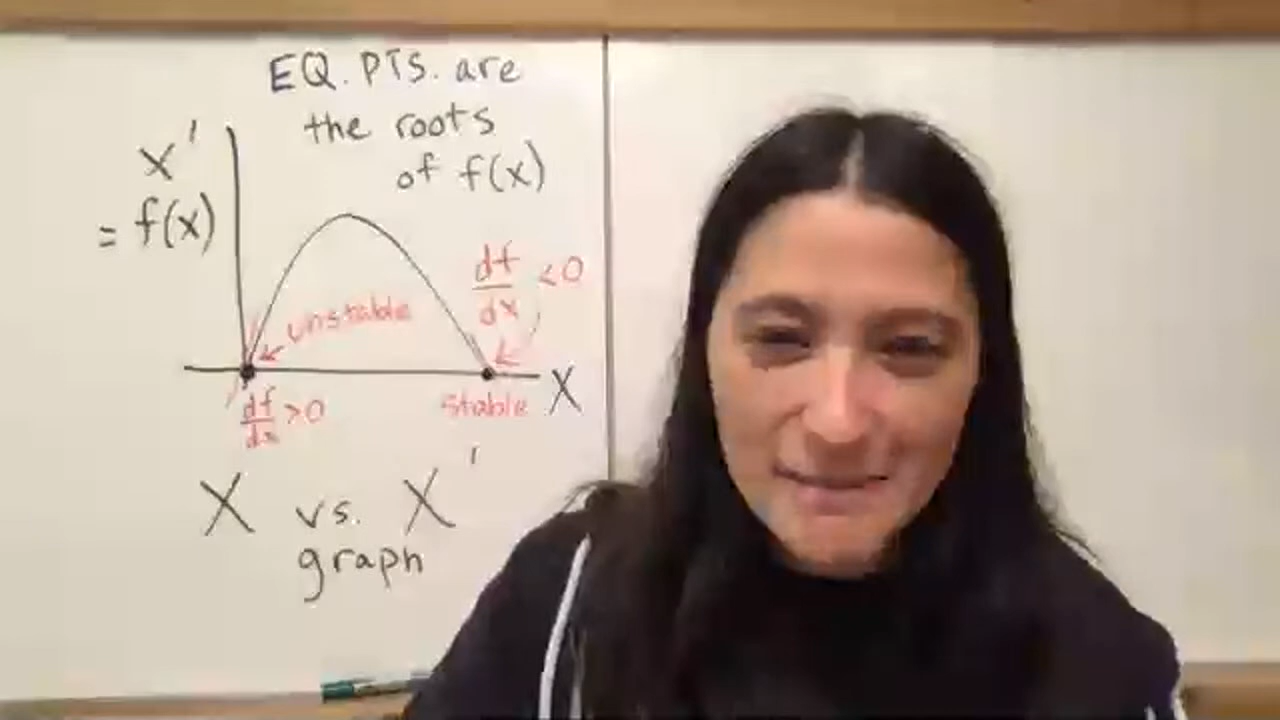 EQ. PTS. are
the roots
of f(x)
x'
= f(x)
df/dx < 0
unstable
df/dx > 0
stable
X
X vs. X'
graph